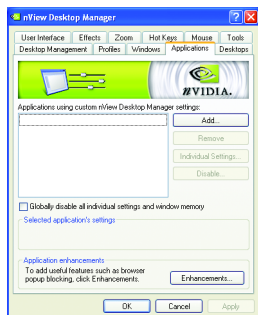 nView Desktop Manager
User Interface Effects Zoom Hot Keys Mouse Tools
Desktop Management Profiles Windows Applications Desktops
NVIDIA.
Applications using custom nView Desktop Manager settings:
Add...
Remove
Individual Settings...
Disable...
Globally disable all individual settings and window memory
Selected application's settings
Application enhancements
To add useful features such as browser
popup blocking, click Enhancements.
Enhancements...
OK Cancel Apply